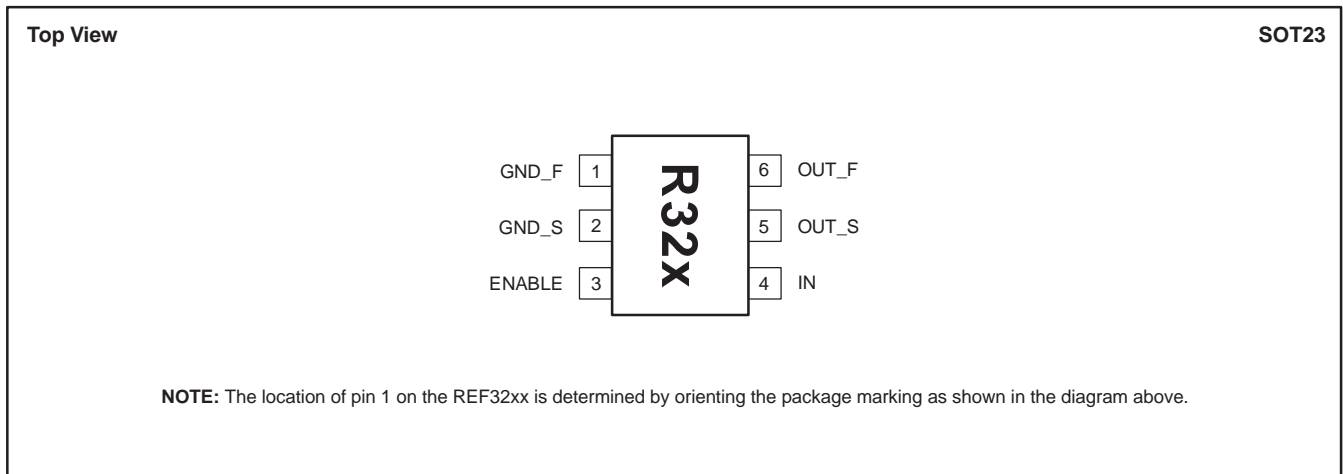 Top View
SOT23
GND_F 1
6 OUT_F
GND_S 2
5 OUT_S
ENABLE 3
4 IN
R32x
NOTE: The location of pin 1 on the REF32xx is determined by orienting the package marking as shown in the diagram above.